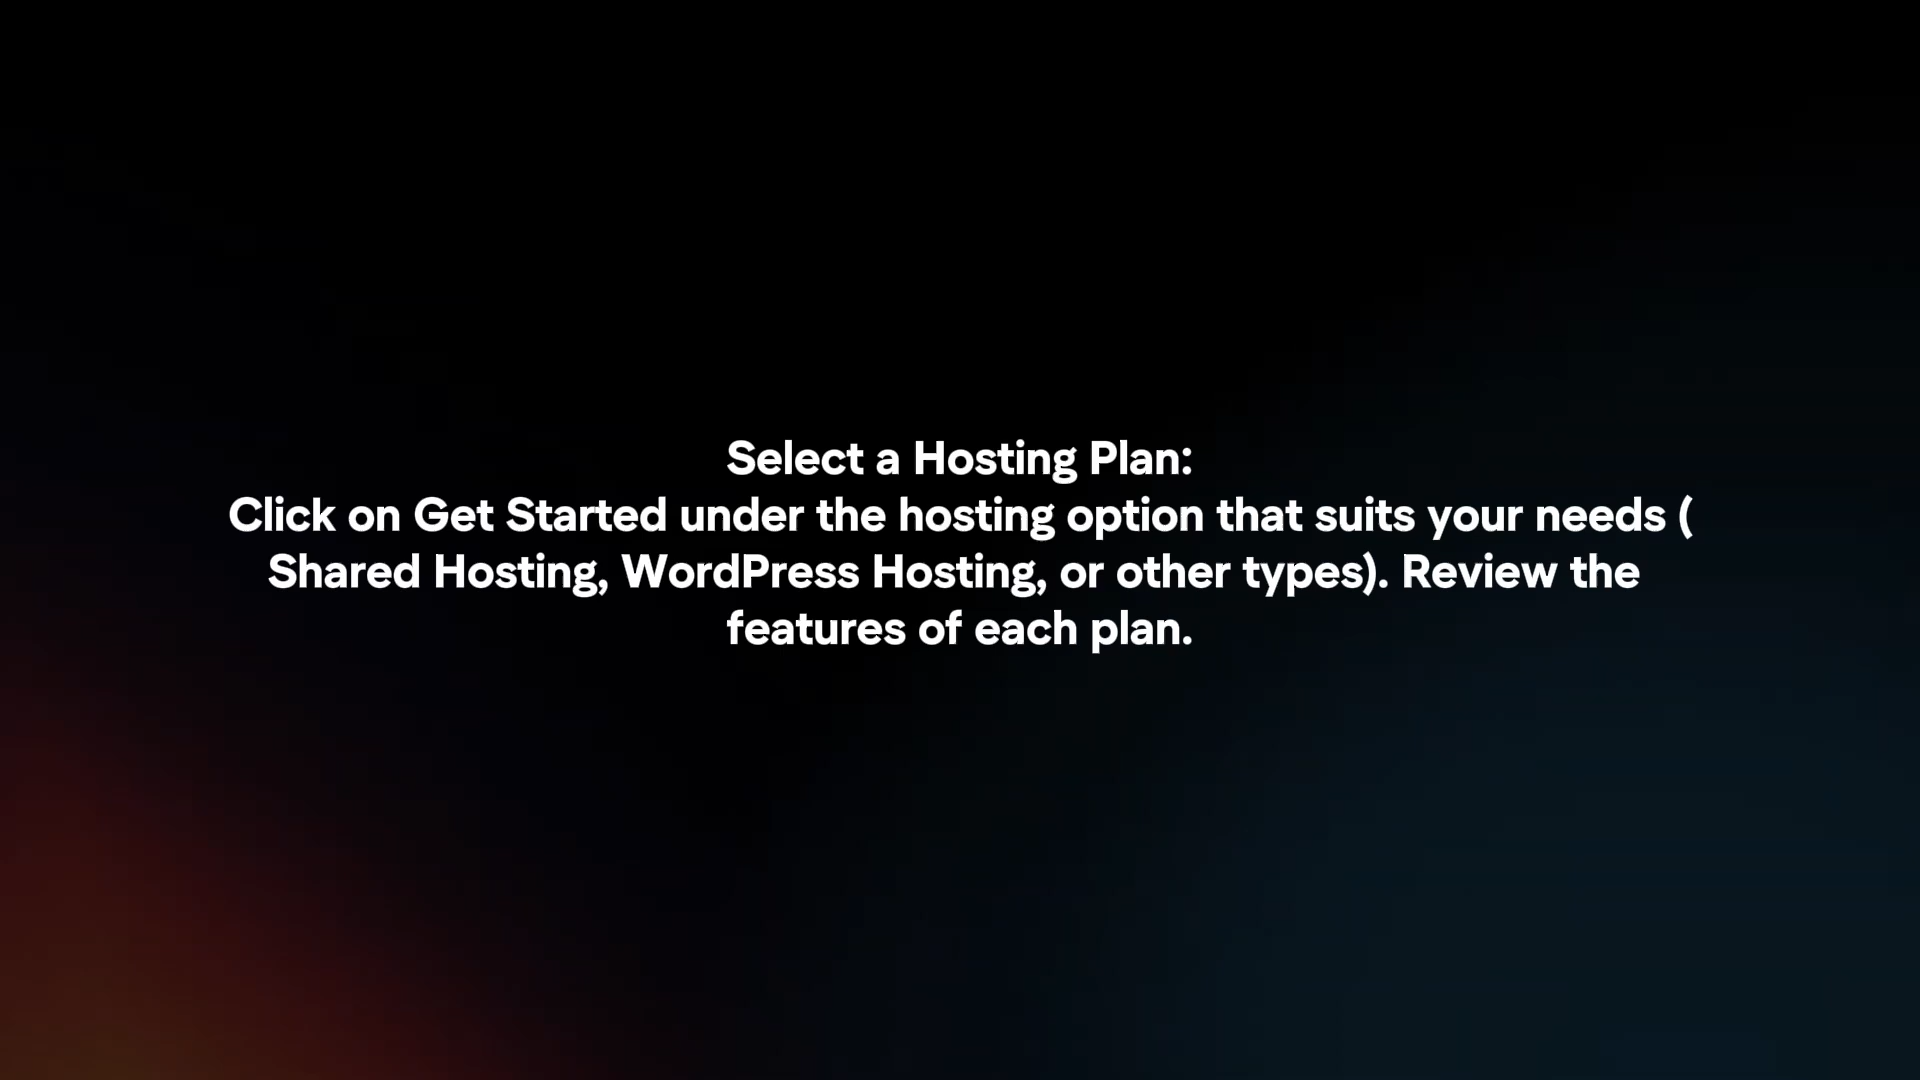 Select a Hosting Plan:
Click on Get Started under the hosting option that suits your needs (
Shared Hosting, WordPress Hosting, or other types). Review the
features of each plan.